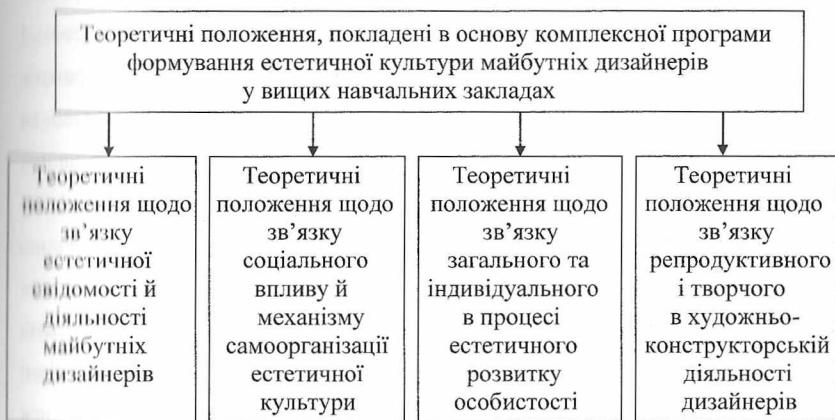 Теоретичні положення, покладені в основу комплексної програми
формування естетичної культури майбутніх дизайнерів
у вищих навчальних закладах
Теоретичні
положення щодо
зв’язку
естетичної
свідомості й
діяльності
майбутніх
дизайнерів
Теоретичні
положення щодо
зв’язку
соціального
впливу й
механізму
самоорганізації
естетичної
культури
Теоретичні
положення щодо
зв’язку
загального та
індивідуального
в процесі
естетичного
розвитку
особистості
Теоретичні
положення щодо
зв’язку
репродуктивного
і творчого
в художньо-
конструкторській
діяльності
дизайнерів